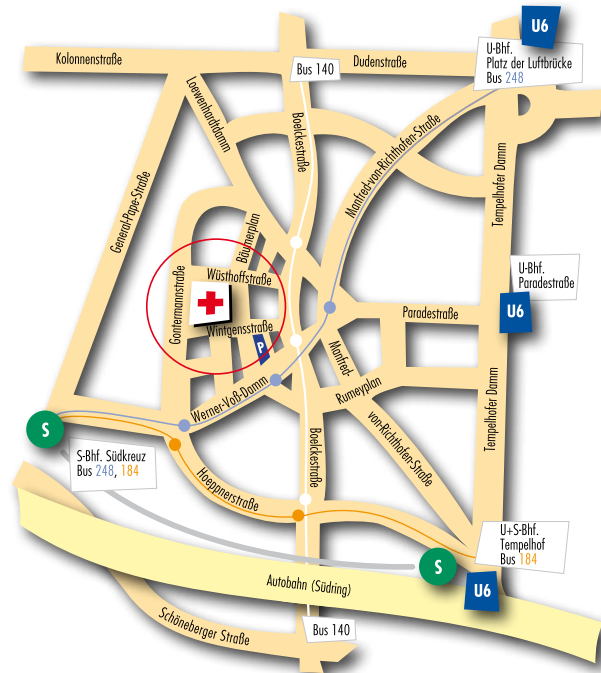 U6
U-Bhf.
Platz der Luftbrücke
Bus 248
Kolonnenstraße
Bus 140
Dudenstraße
Loewenhardtdamm
Boelckestraße
Manfred-von-Richthofen-Straße
Tempelhofer Damm
General-Pape-Straße
Bäumerplan
U-Bhf.
Paradestraße
U6
Gontermannstraße
Wüsthoffstraße
Wintgensstraße
P
Paradestraße
Manfred-
von-Richthofen-Straße
Rumeyplan
Tempelhofer Damm
Werner-Voß-Damm
S
S-Bhf. Südkreuz
Bus 248, 184
Boelckestraße
Hoeppnerstraße
U+S-Bhf.
Tempelhof
Bus 184
S
U6
Autobahn (Südring)
Schöneberger Straße
Bus 140